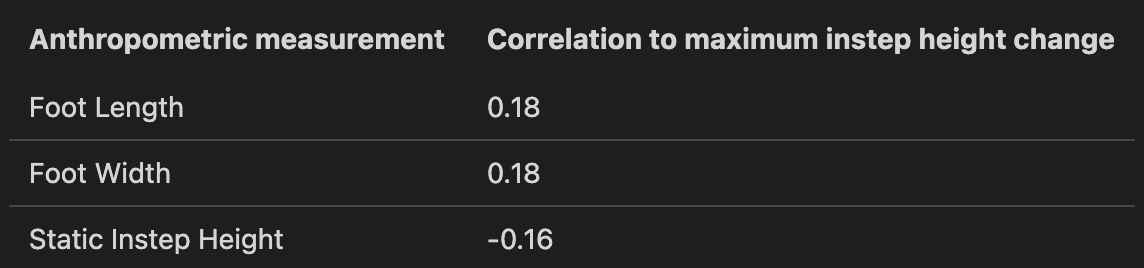 Anthropometric measurement Correlation to maximum instep height change
Foot Length 0.18
Foot Width 0.18
Static Instep Height -0.16